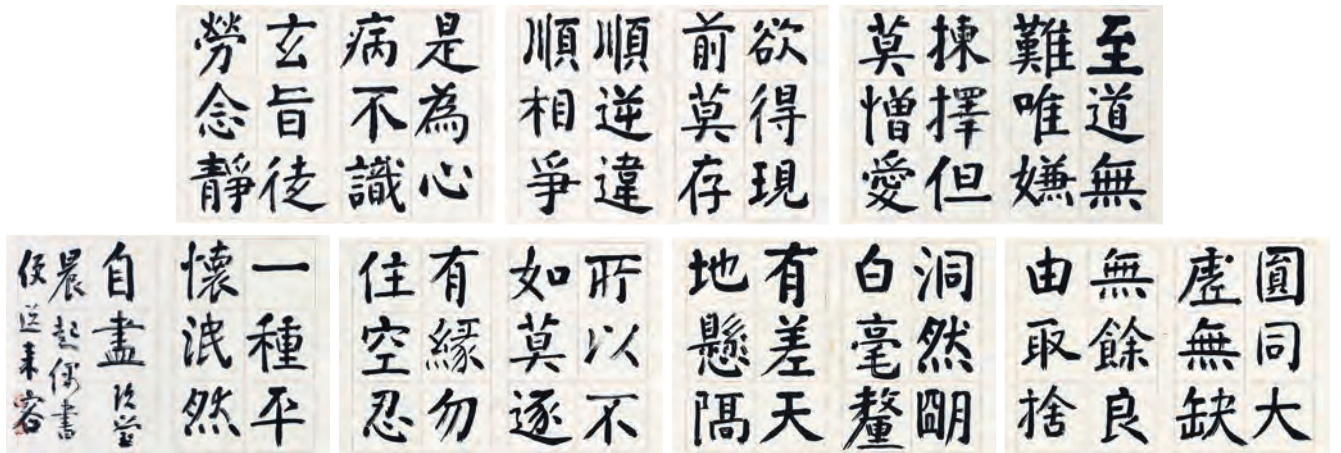 至道無
難唯嫌
揀擇但
莫憎愛
欲得現
前莫存
順逆違
順相爭
是為心
病不識
玄旨徒
勞念靜
圓同大
虛無缺
無餘良
由取捨
洞然朙
白毫釐
有差天
地懸隔
所以不
如莫逐
有緣勿
住空忍
一種平
懷泯然
自盡
晨起偶書